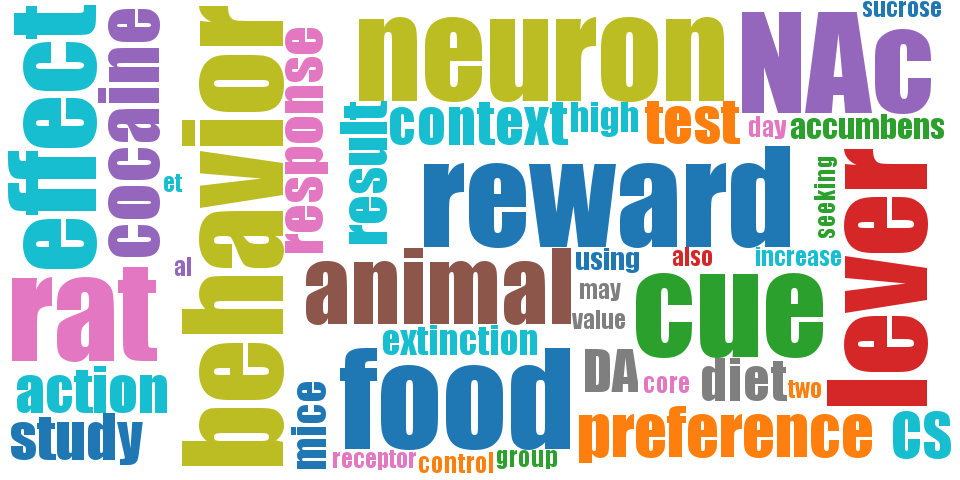 effect
cocaine
behavior
response
neuron
NAc
sucrose
result
context
high
test
day
accumbens
et
reward
seeking
lever
al
rat
animal
using
also
increase
may
value
cue
extinction
action
study
mice
food
DA
core
diet
two
preference
cs
receptor
control
group